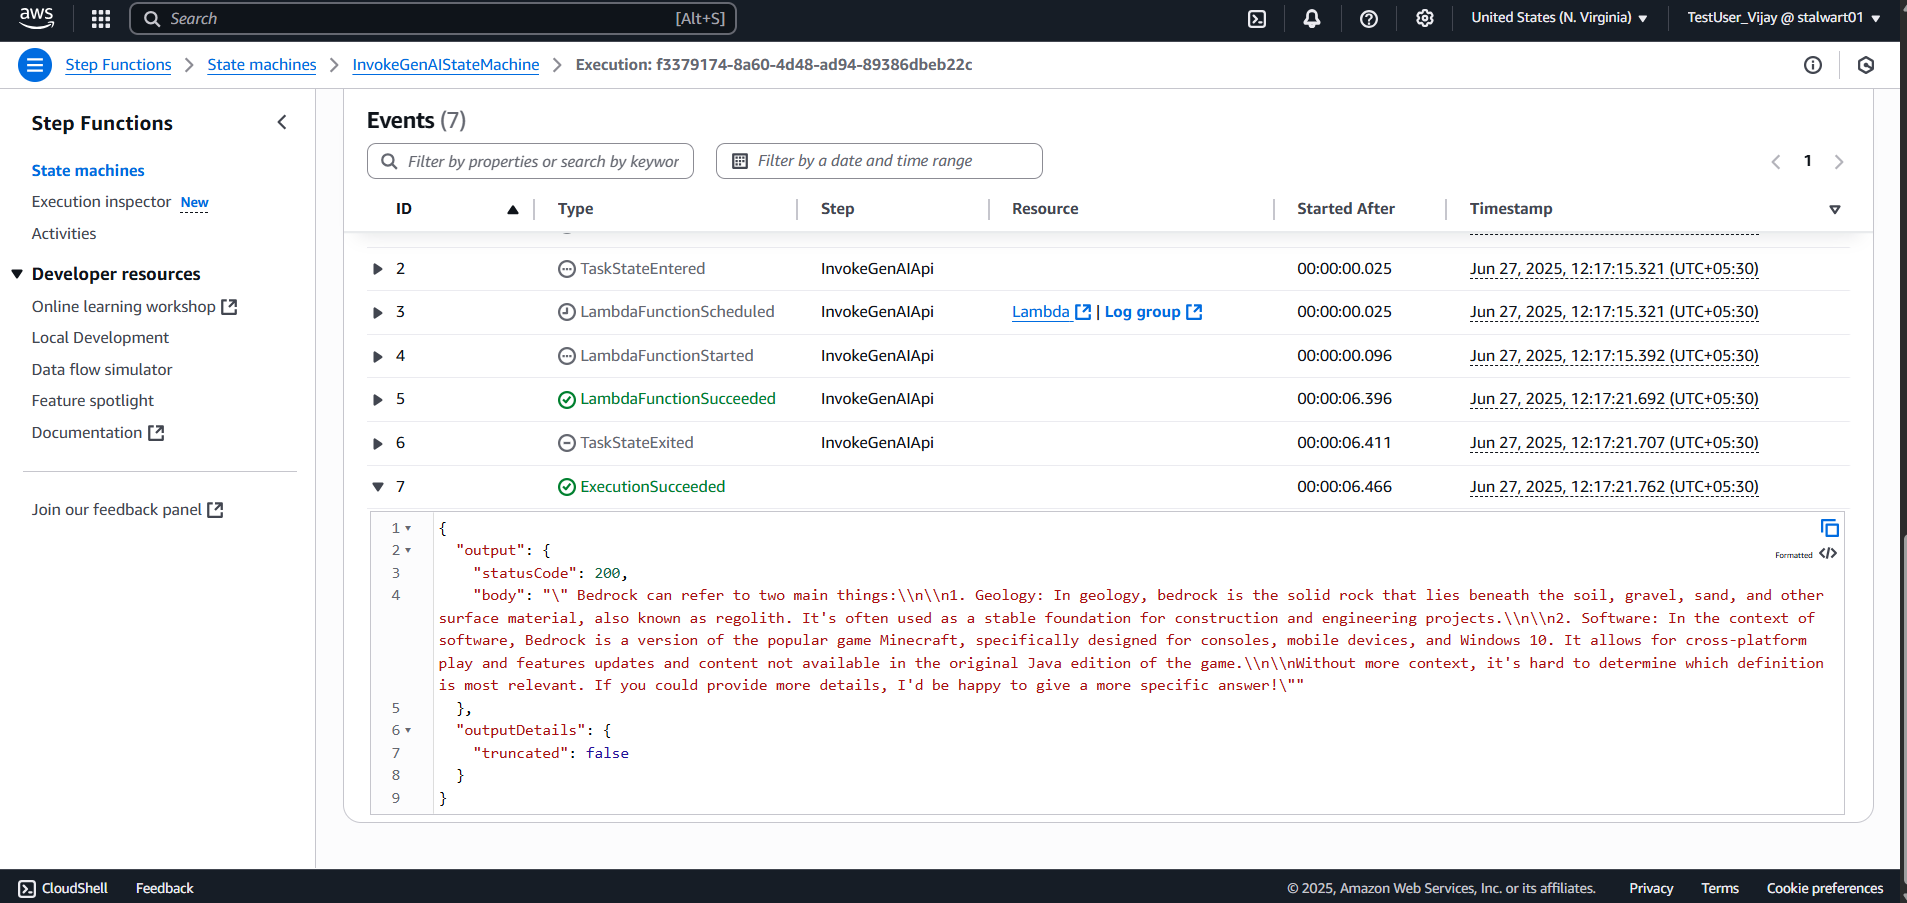 aws
Search [Alt+S]
United States (N. Virginia)
TestUser_Vijay @ stalwart01
Step Functions
State machines
InvokeGenAIStateMachine
Execution: f3379174-8a60-4d48-ad94-89386dbeb22c
Step Functions
State machines
Execution inspector New
Activities
Developer resources
Online learning workshop
Local Development
Data flow simulator
Feature spotlight
Documentation
Join our feedback panel
Events (7)
Filter by properties or search by keywor
Filter by a date and time range
1
ID Type Step Resource Started After Timestamp
2 TaskStateEntered InvokeGenAIApi 00:00:00.025 Jun 27, 2025, 12:17:15.321 (UTC+05:30)
3 LambdaFunctionScheduled InvokeGenAIApi Lambda | Log group 00:00:00.025 Jun 27, 2025, 12:17:15.321 (UTC+05:30)
4 LambdaFunctionStarted InvokeGenAIApi 00:00:00.096 Jun 27, 2025, 12:17:15.392 (UTC+05:30)
5 LambdaFunctionSucceeded InvokeGenAIApi 00:00:06.396 Jun 27, 2025, 12:17:21.692 (UTC+05:30)
6 TaskStateExited InvokeGenAIApi 00:00:06.411 Jun 27, 2025, 12:17:21.707 (UTC+05:30)
7 ExecutionSucceeded 00:00:06.466 Jun 27, 2025, 12:17:21.762 (UTC+05:30)
Formatted
1 {
2 "output": {
3 "statusCode": 200,
4 "body": "\" Bedrock can refer to two main things:\\n\\n1. Geology: In geology, bedrock is the solid rock that lies beneath the soil, gravel, sand, and other
surface material, also known as regolith. It's often used as a stable foundation for construction and engineering projects.\\n\\n2. Software: In the context of
software, Bedrock is a version of the popular game Minecraft, specifically designed for consoles, mobile devices, and Windows 10. It allows for cross-platform
play and features updates and content not available in the original Java edition of the game.\\n\\nWithout more context, it's hard to determine which definition
is most relevant. If you could provide more details, I'd be happy to give a more specific answer!\""
5 },
6 "outputDetails": {
7 "truncated": false
8 }
9 }
CloudShell Feedback
© 2025, Amazon Web Services, Inc. or its affiliates. Privacy Terms Cookie preferences